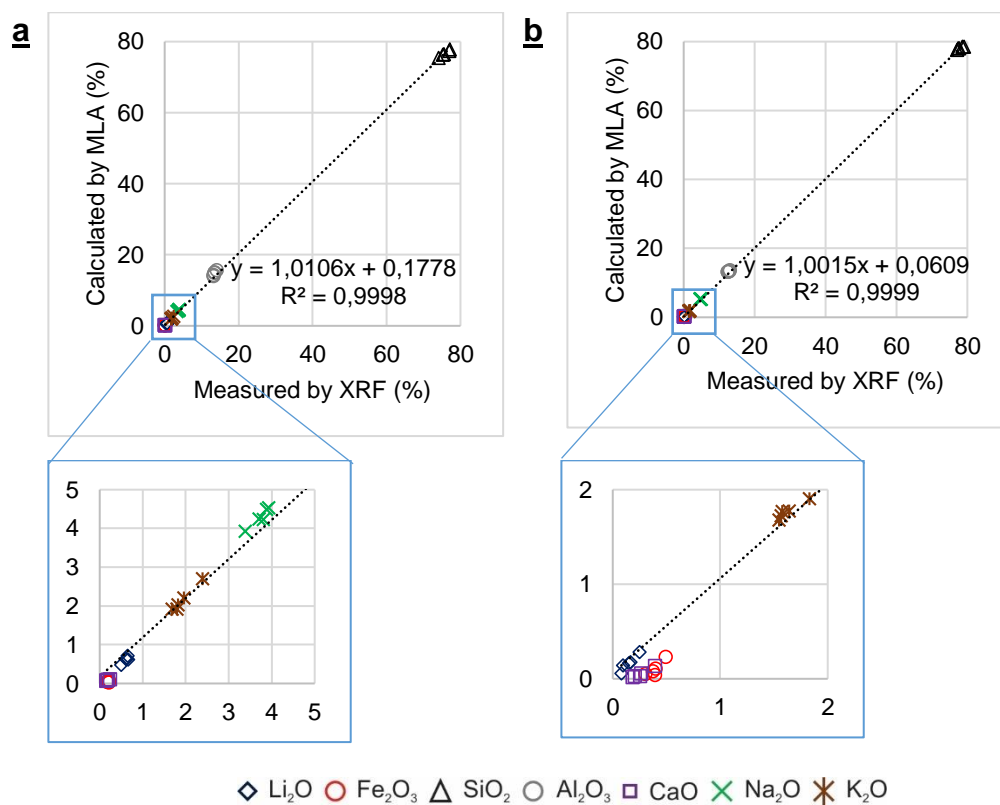 a
80
60
40
20
0
0 20 40 60 80
Calculated by MLA (%)
Measured by XRF (%)
y = 1,0106x + 0,1778
R² = 0,9998
5
4
3
2
1
0
0 1 2 3 4 5
b
80
60
40
20
0
0 20 40 60 80
Calculated by MLA (%)
Measured by XRF (%)
y = 1,0015x + 0,0609
R² = 0,9999
2
1
0
0 1 2
Li₂O Fe₂O₃ SiO₂ Al₂O₃ CaO Na₂O K₂O